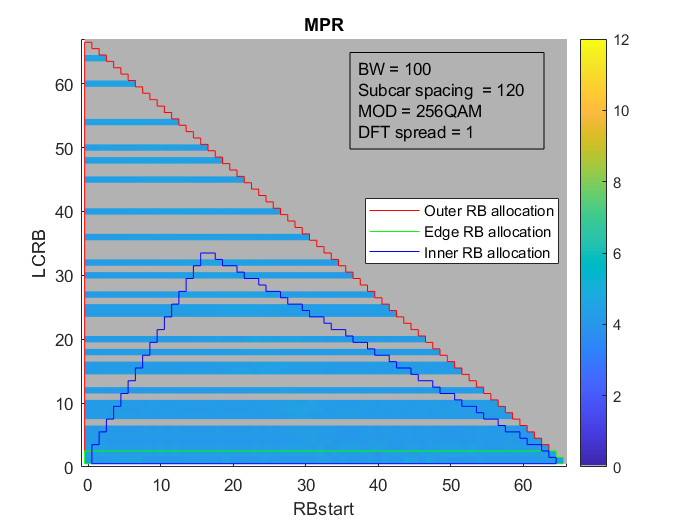 MPR
BW = 100
Subcar spacing = 120
MOD = 256QAM
DFT spread = 1
Outer RB allocation
Edge RB allocation
Inner RB allocation
LCRB
60
50
40
30
20
10
0
0
10
20
30
40
50
60
RBstart
12
10
8
6
4
2
0